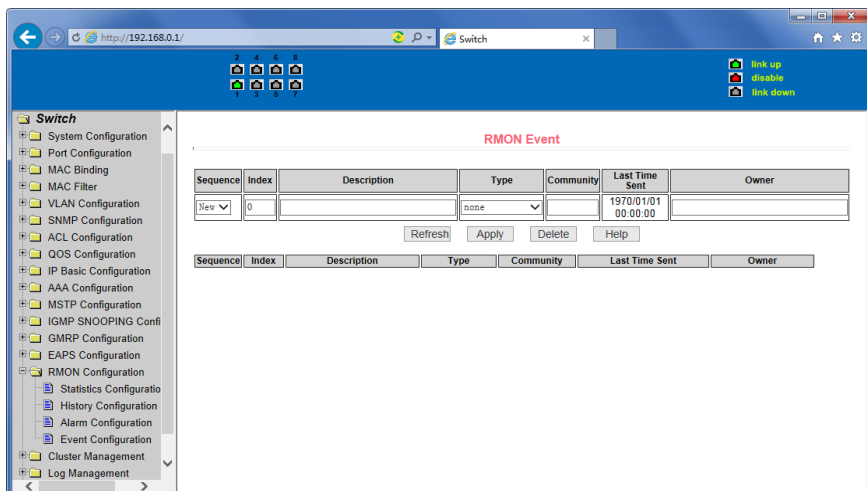 http://192.168.0.1/
Switch
2 4 6 8
1 3 5 7
link up
disable
link down
Switch
System Configuration
Port Configuration
MAC Binding
MAC Filter
VLAN Configuration
SNMP Configuration
ACL Configuration
QOS Configuration
IP Basic Configuration
AAA Configuration
MSTP Configuration
IGMP SNOOPING Confi
GMRP Configuration
EAPS Configuration
RMON Configuration
Statistics Configuratio
History Configuration
Alarm Configuration
Event Configuration
Cluster Management
Log Management
RMON Event
Sequence Index Description Type Community Last Time Sent Owner
New 0 none 1970/01/01 00:00:00
Refresh Apply Delete Help
Sequence Index Description Type Community Last Time Sent Owner